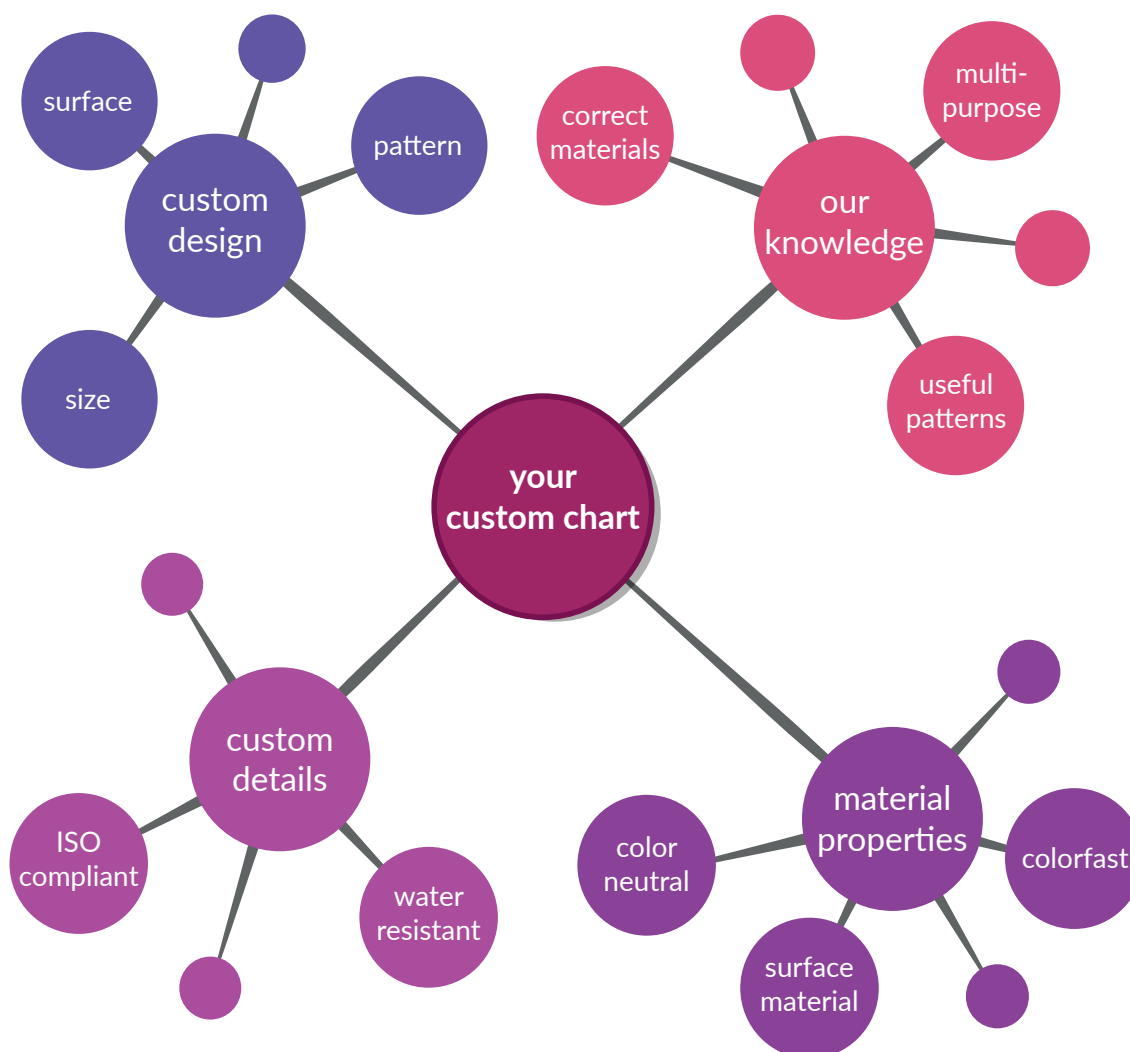 surface
pattern
custom
design
size
correct
materials
multi-
purpose
our
knowledge
useful
patterns
your
custom chart
custom
details
ISO
compliant
water
resistant
material
properties
color
neutral
colorfast
surface
material